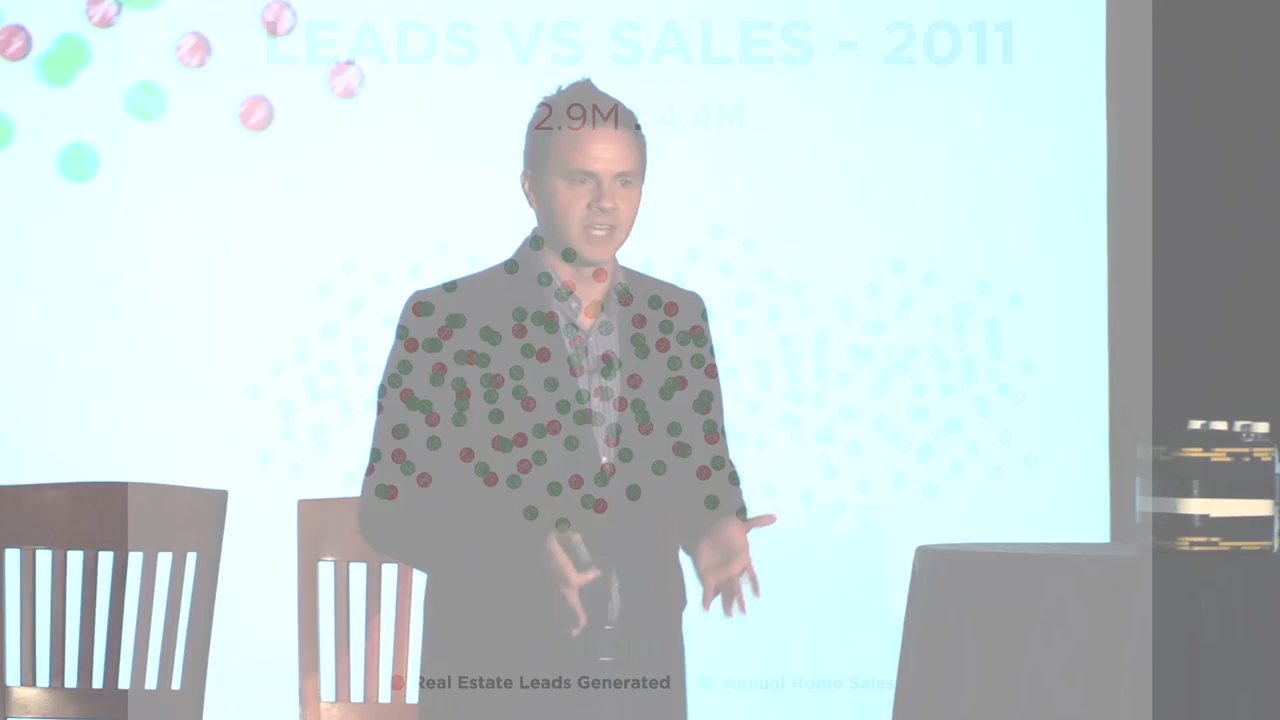 LEADS VS SALES - 2011
2.9M : 4.4M
Real Estate Leads Generated
Annual Home Sales